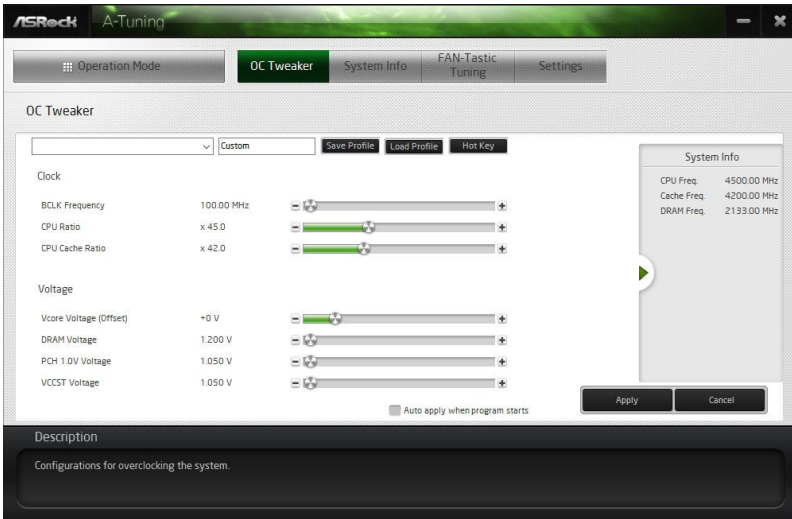 ASRock A-Tuning
Operation Mode
OC Tweaker
System Info
FAN-Tastic
Tuning
Settings
OC Tweaker
Custom
Save Profile
Load Profile
Hot Key
Clock
BCLK Frequency 100.00 MHz
CPU Ratio x 45.0
CPU Cache Ratio x 42.0
Voltage
Vcore Voltage (Offset) +0 V
DRAM Voltage 1.200 V
PCH 1.0V Voltage 1.050 V
VCCST Voltage 1.050 V
Auto apply when program starts
System Info
CPU Freq. 4500.00 MHz
Cache Freq. 4200.00 MHz
DRAM Freq. 2133.00 MHz
Apply
Cancel
Description
Configurations for overclocking the system.